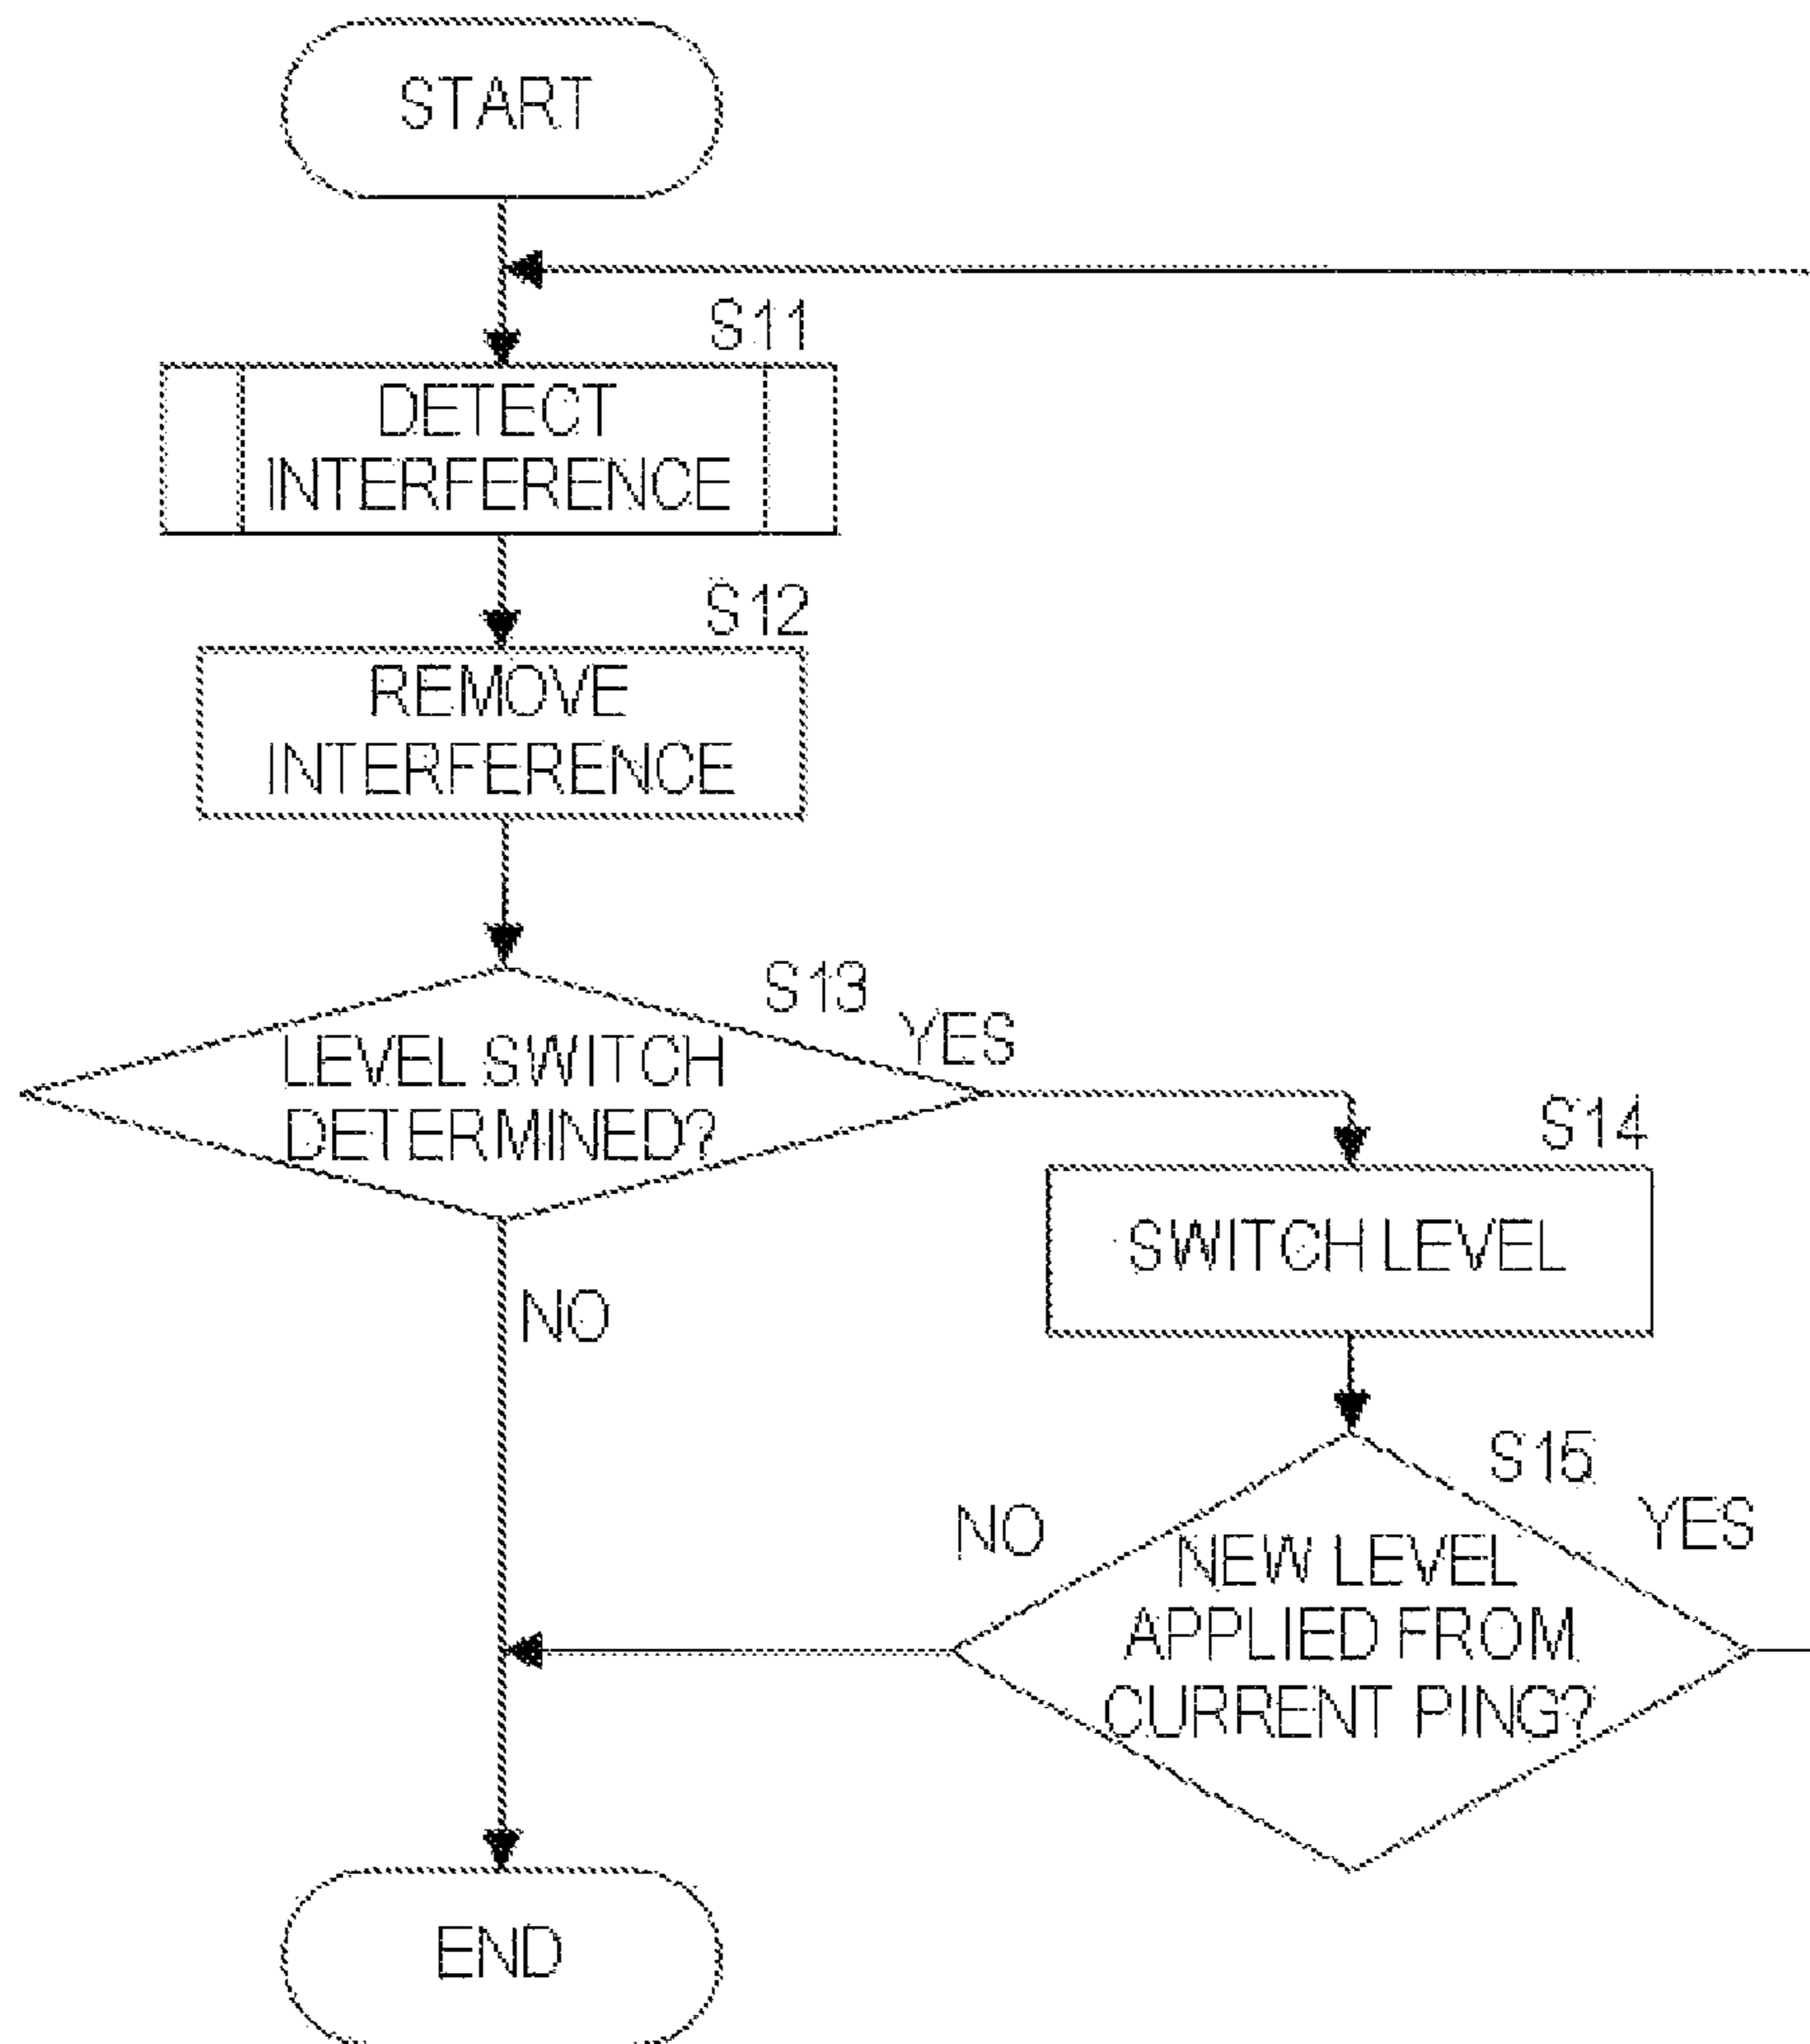 START
S11
DETECT
INTERFERENCE
S12
REMOVE
INTERFERENCE
S13
YES
LEVEL SWITCH
DETERMINED?
NO
S14
SWITCH LEVEL
S15
NO
YES
NEW LEVEL
APPLIED FROM
CURRENT PING?
END